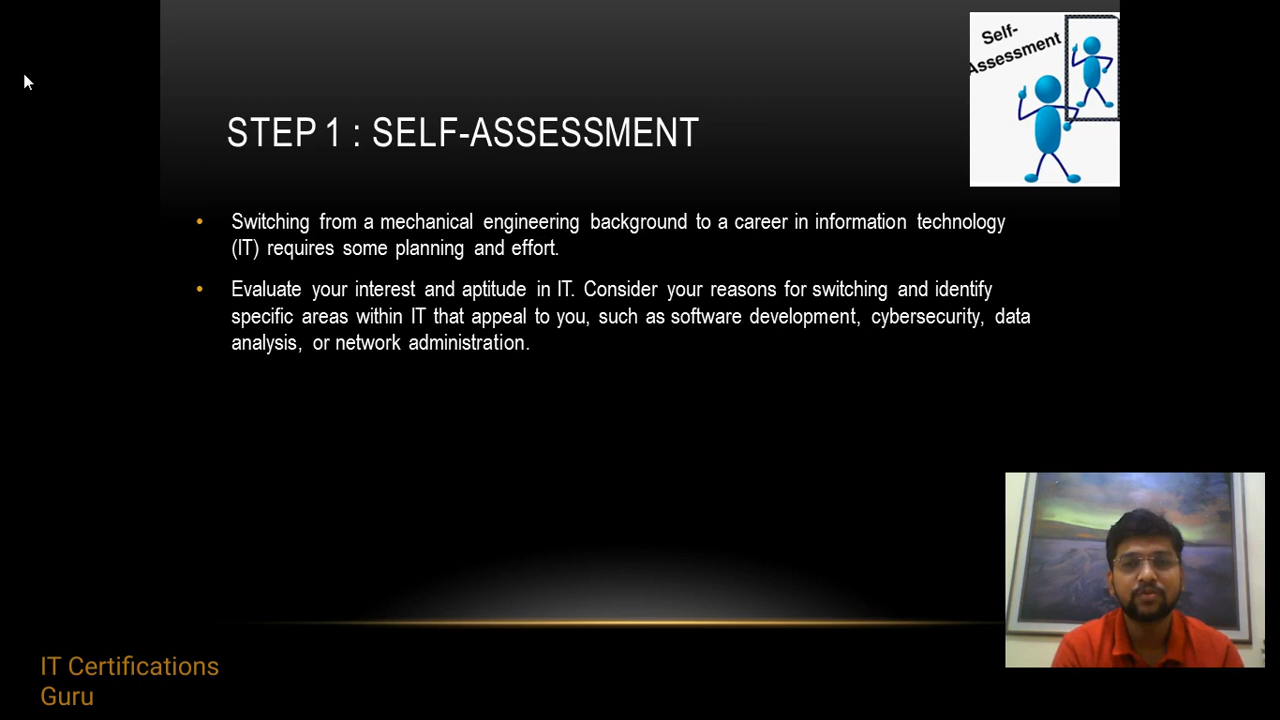 Self-
Assessment
STEP 1 : SELF-ASSESSMENT
• Switching from a mechanical engineering background to a career in information technology
(IT) requires some planning and effort.
• Evaluate your interest and aptitude in IT. Consider your reasons for switching and identify
specific areas within IT that appeal to you, such as software development, cybersecurity, data
analysis, or network administration.
IT Certifications
Guru